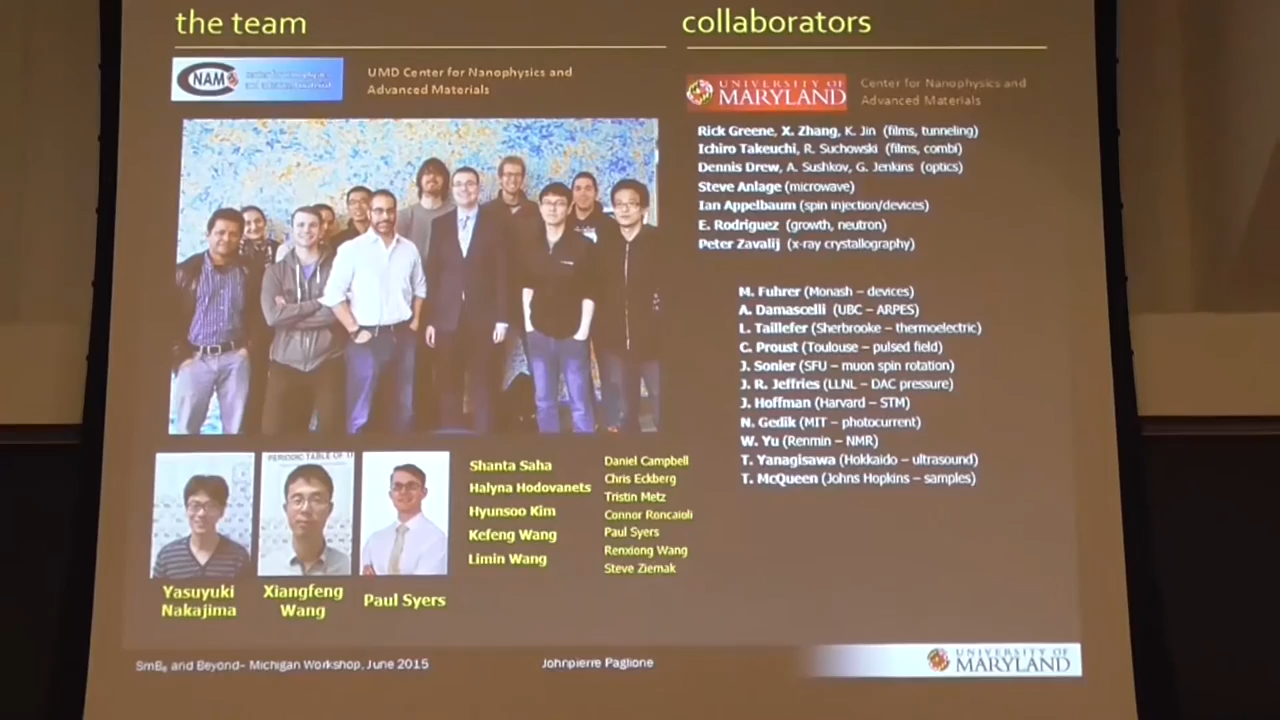 the team
CNAM
UMD Center for Nanophysics and
Advanced Materials
PERIODIC TABLE OF
Yasuyuki
Nakajima
Xiangfeng
Wang
Paul Syers
Shanta Saha
Halyna Hodovanets
Hyunsoo Kim
Kefeng Wang
Limin Wang
Daniel Campbell
Chris Eckberg
Tristin Metz
Connor Roncaioli
Paul Syers
Renxiong Wang
Steve Ziemak
collaborators
UNIVERSITY OF
MARYLAND
Center for Nanophysics and
Advanced Materials
Rick Greene, X. Zhang, K. Jin (films, tunneling)
Ichiro Takeuchi, R. Suchowski (films, combi)
Dennis Drew, A. Sushkov, G. Jenkins (optics)
Steve Anlage (microwave)
Ian Appelbaum (spin injection/devices)
E. Rodriguez (growth, neutron)
Peter Zavalij (x-ray crystallography)
M. Fuhrer (Monash – devices)
A. Damascelli (UBC – ARPES)
L. Taillefer (Sherbrooke – thermoelectric)
C. Proust (Toulouse – pulsed field)
J. Sonier (SFU – muon spin rotation)
J. R. Jeffries (LLNL – DAC pressure)
J. Hoffman (Harvard – STM)
N. Gedik (MIT – photocurrent)
W. Yu (Renmin – NMR)
T. Yanagisawa (Hokkaido – ultrasound)
T. McQueen (Johns Hopkins – samples)
SmB₆ and Beyond– Michigan Workshop, June 2015
Johnpierre Paglione
UNIVERSITY OF
MARYLAND